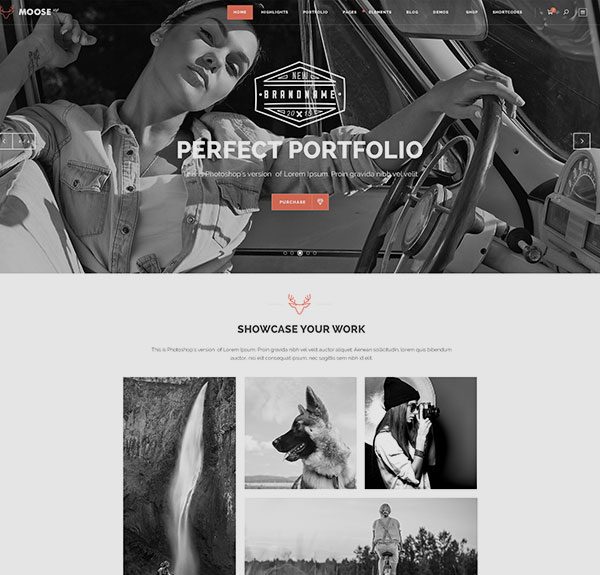 MOOSE
HOME HIGHLIGHTS PORTFOLIO PAGES ELEMENTS BLOG DEMOS SHOP SHORTCODES
NEW
BRANDNAME
20 X 15
PERFECT PORTFOLIO
This is Photoshop's version of Lorem Ipsum. Proin gravida nibh vel velit
PURCHASE
SHOWCASE YOUR WORK
This is Photoshop's version of Lorem Ipsum. Proin gravida nibh vel velit auctor aliquet. Aenean sollicitudin, lorem quis bibendum
auctor, nisi elit consequat ipsum, nec sagittis sem nibh id elit.